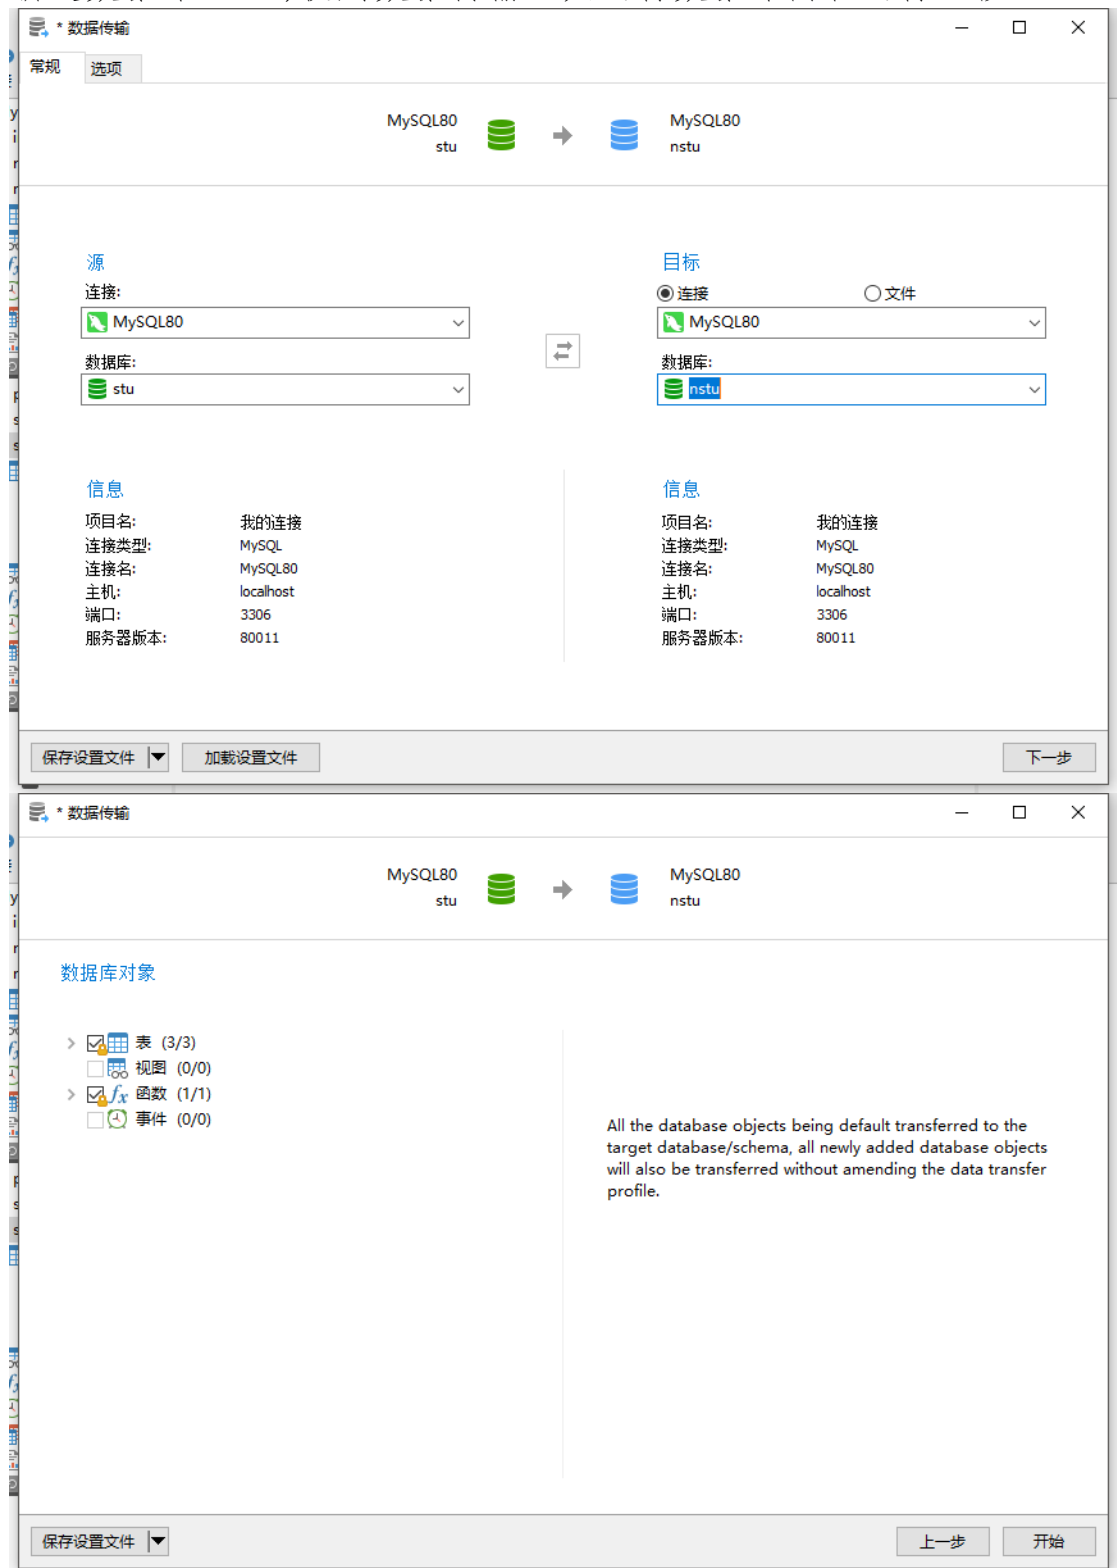 * 数据传输
常规 选项
MySQL80
stu
MySQL80
nstu
源
连接:
MySQL80
数据库:
stu
目标
连接 文件
MySQL80
数据库:
nstu
信息
项目名: 我的连接
连接类型: MySQL
连接名: MySQL80
主机: localhost
端口: 3306
服务器版本: 80011
信息
项目名: 我的连接
连接类型: MySQL
连接名: MySQL80
主机: localhost
端口: 3306
服务器版本: 80011
保存设置文件 加载设置文件 下一步
* 数据传输
MySQL80
stu
MySQL80
nstu
数据库对象
表 (3/3)
视图 (0/0)
函数 (1/1)
事件 (0/0)
All the database objects being default transferred to the
target database/schema, all newly added database objects
will also be transferred without amending the data transfer
profile.
保存设置文件 上一步 开始